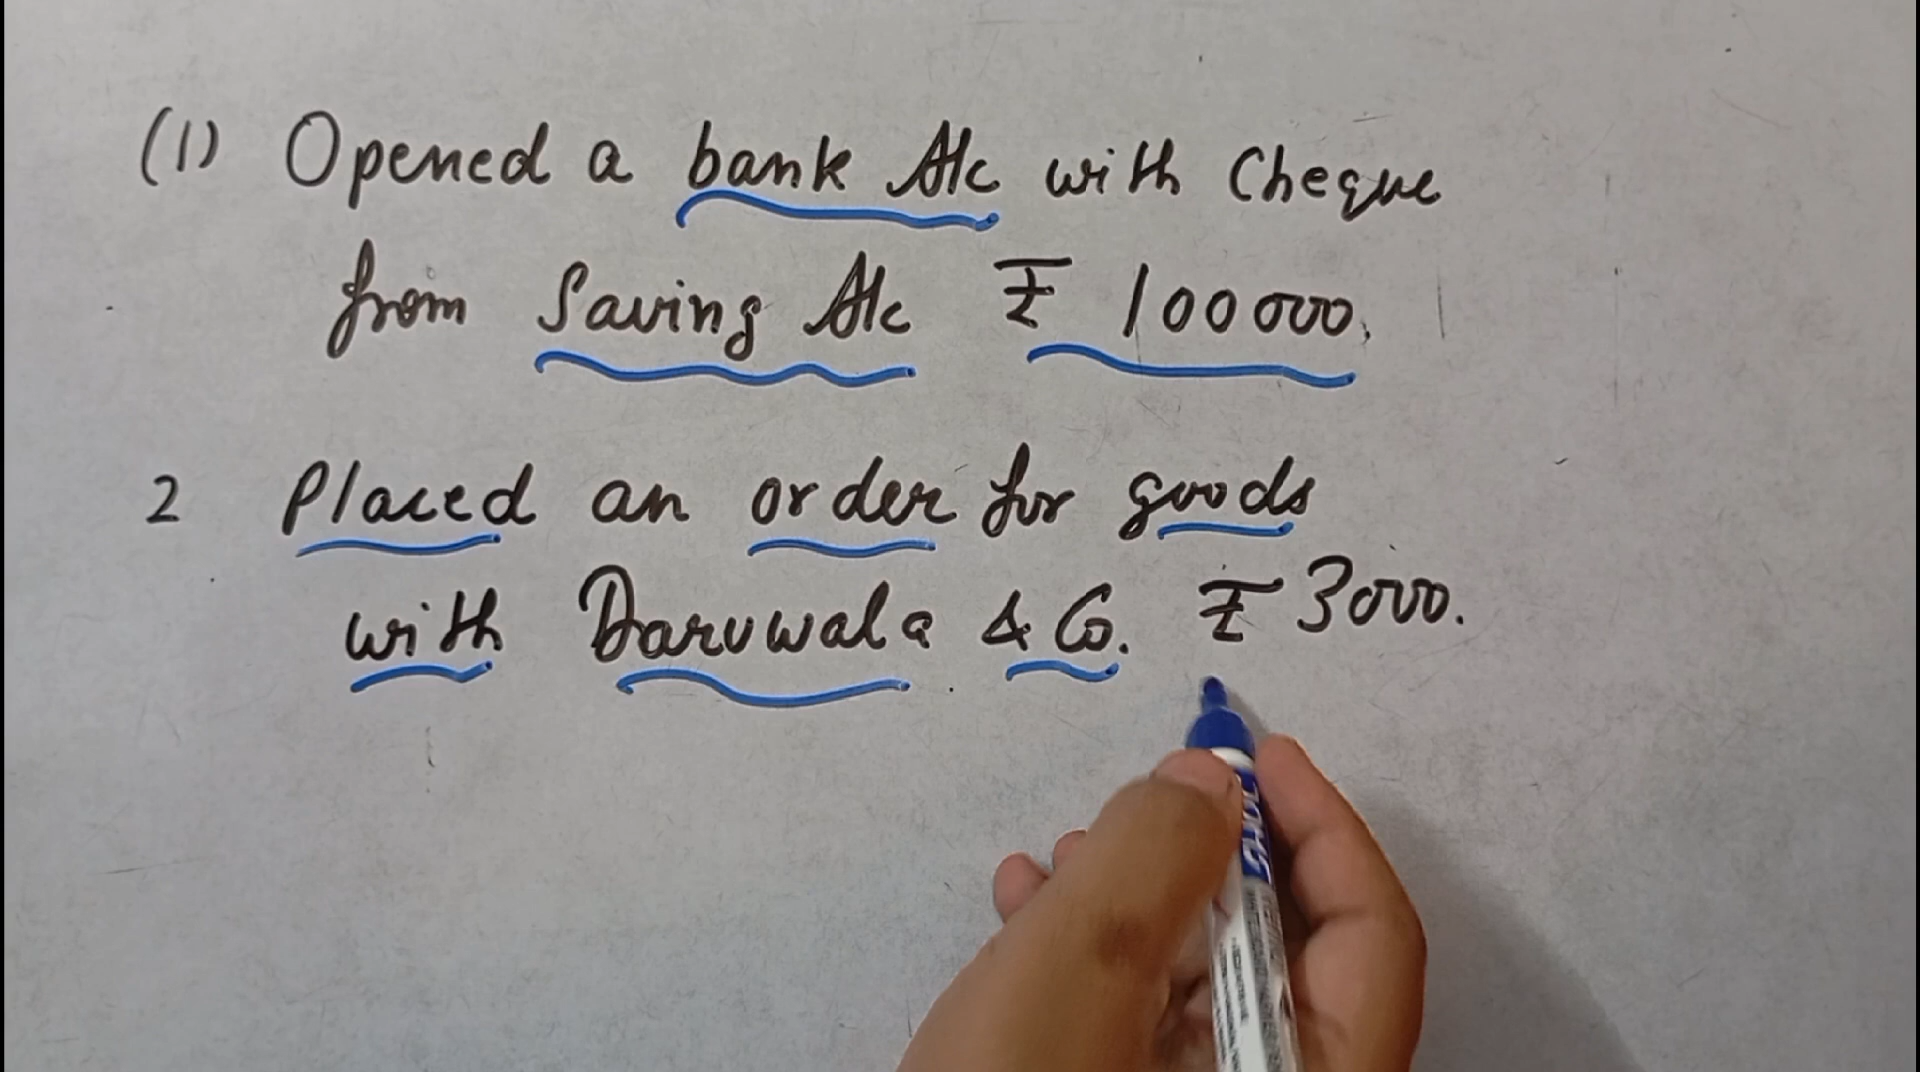 (1) Opened a bank A/c with Cheque
from Saving A/c ₹ 100000.
2 Placed an order for goods
with Daruwala & Co. ₹ 3000.